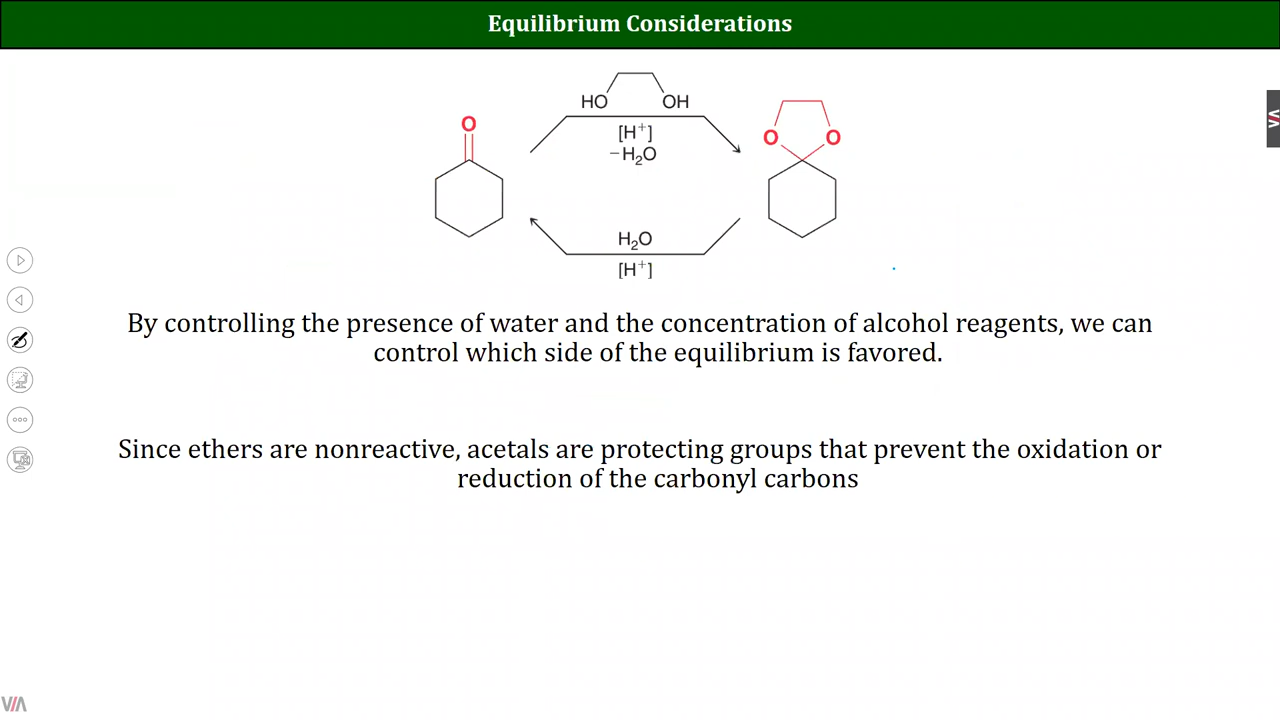 Equilibrium Considerations
HO OH
[H⁺]
−H₂O
O
O O
H₂O
[H⁺]
By controlling the presence of water and the concentration of alcohol reagents, we can
control which side of the equilibrium is favored.
Since ethers are nonreactive, acetals are protecting groups that prevent the oxidation or
reduction of the carbonyl carbons
VIA